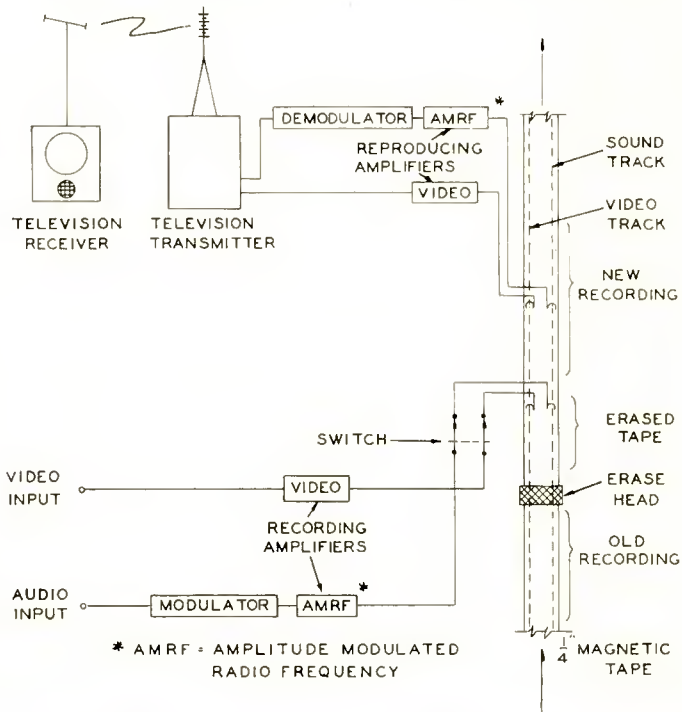 DEMODULATOR
AMRF
*
REPRODUCING
AMPLIFIERS
VIDEO
SOUND
TRACK
VIDEO
TRACK
TELEVISION
RECEIVER
TELEVISION
TRANSMITTER
NEW
RECORDING
SWITCH
ERASED
TAPE
VIDEO
INPUT
VIDEO
ERASE
HEAD
RECORDING
AMPLIFIERS
OLD
RECORDING
AUDIO
INPUT
MODULATOR
AMRF
*
1/4" MAGNETIC
TAPE
* AMRF = AMPLITUDE MODULATED
RADIO FREQUENCY